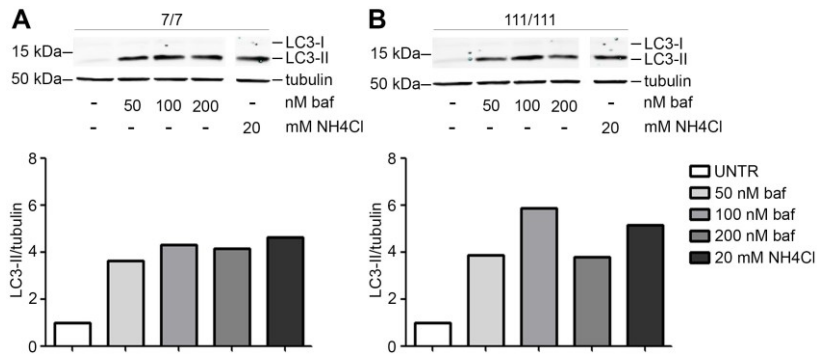 A
7/7
LC3-I
15 kDa
LC3-II
50 kDa
tubulin
- 50 100 200 - nM baf
- - - - 20 mM NH4Cl
8
6
4
2
0
LC3-II/tubulin
B
111/111
LC3-I
15 kDa
LC3-II
50 kDa
tubulin
- 50 100 200 - nM baf
- - - - 20 mM NH4Cl
8
6
4
2
0
LC3-II/tubulin
UNTR
50 nM baf
100 nM baf
200 nM baf
20 mM NH4Cl